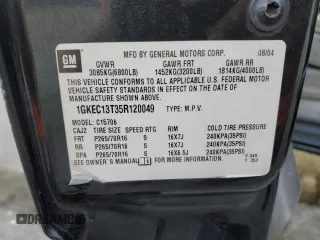 GM
MFD BY GENERAL MOTORS CORP. 08/04
GVWR GAWR FRT GAWR RR
3085KG(6800LB) 1452KG(3200LB) 1814KG(4000LB)
THIS VEHICLE CONFORMS TO ALL APPLICABLE U.S. FEDERAL MOTOR
VEHICLE SAFETY STANDARDS IN EFFECT ON THE DATE OF
MANUFACTURE SHOWN ABOVE.
1GKEC13T35R120049 TYPE: M.P.V.
MODEL: C15706
CAJ2 TIRE SIZE SPEED RTG RIM COLD TIRE PRESSURE
FRT P265/70R16 S 16X7J 240KPA(35PSI)
RR P265/70R16 S 16X7J 240KPA(35PSI)
SPA P265/70R16 S 16X6.5J 240KPA(35PSI)
SEE OWNER'S MANUAL